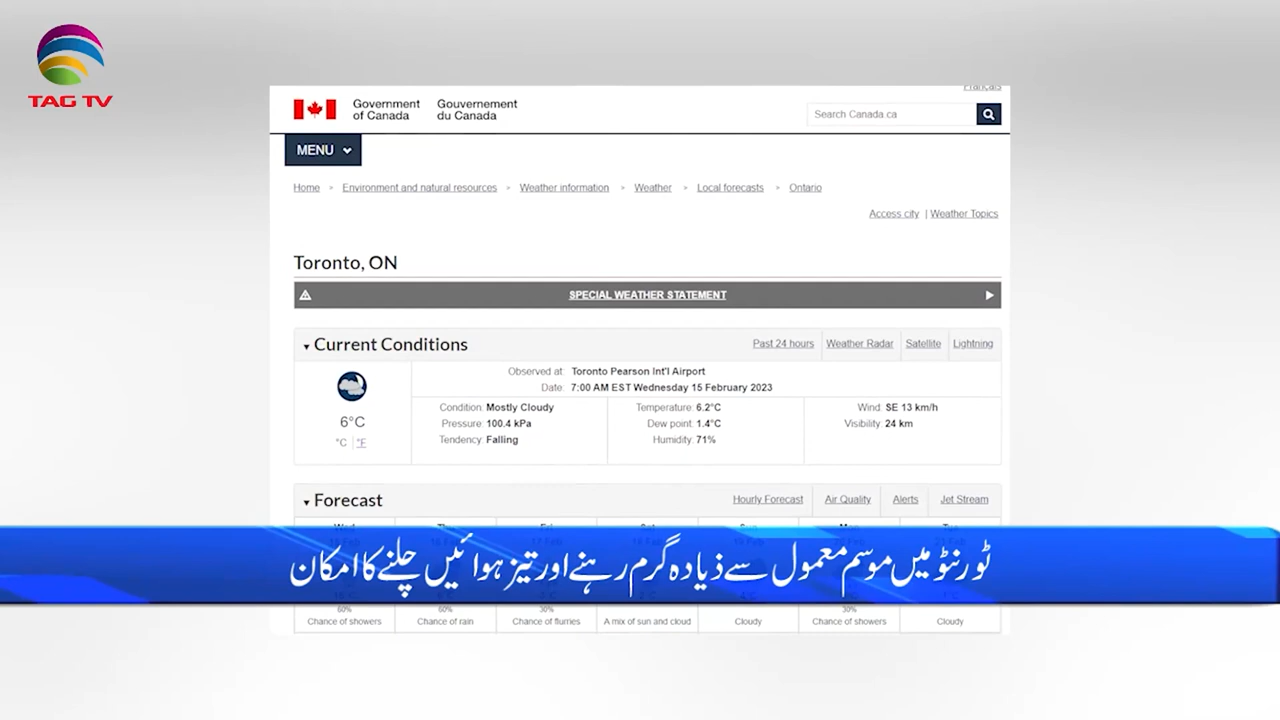 TAG TV
Français
Government of Canada
Gouvernement du Canada
Search Canada.ca
MENU
Home > Environment and natural resources > Weather information > Weather > Local forecasts > Ontario
Access city | Weather Topics
Toronto, ON
SPECIAL WEATHER STATEMENT
Current Conditions
Past 24 hours
Weather Radar
Satellite
Lightning
Observed at: Toronto Pearson Int'l Airport
Date: 7:00 AM EST Wednesday 15 February 2023
6°C
°C | °F
Condition: Mostly Cloudy
Pressure: 100.4 kPa
Tendency: Falling
Temperature: 6.2°C
Dew point: 1.4°C
Humidity: 71%
Wind: SE 13 km/h
Visibility: 24 km
Forecast
Hourly Forecast
Air Quality
Alerts
Jet Stream
ٹورنٹو میں موسم معمول سے ذیادہ گرم رہنے اور تیز ہوائیں چلنے کا امکان
60% 60% 30% 30%
Chance of showers
Chance of rain
Chance of flurries
A mix of sun and cloud
Cloudy
Chance of showers
Cloudy